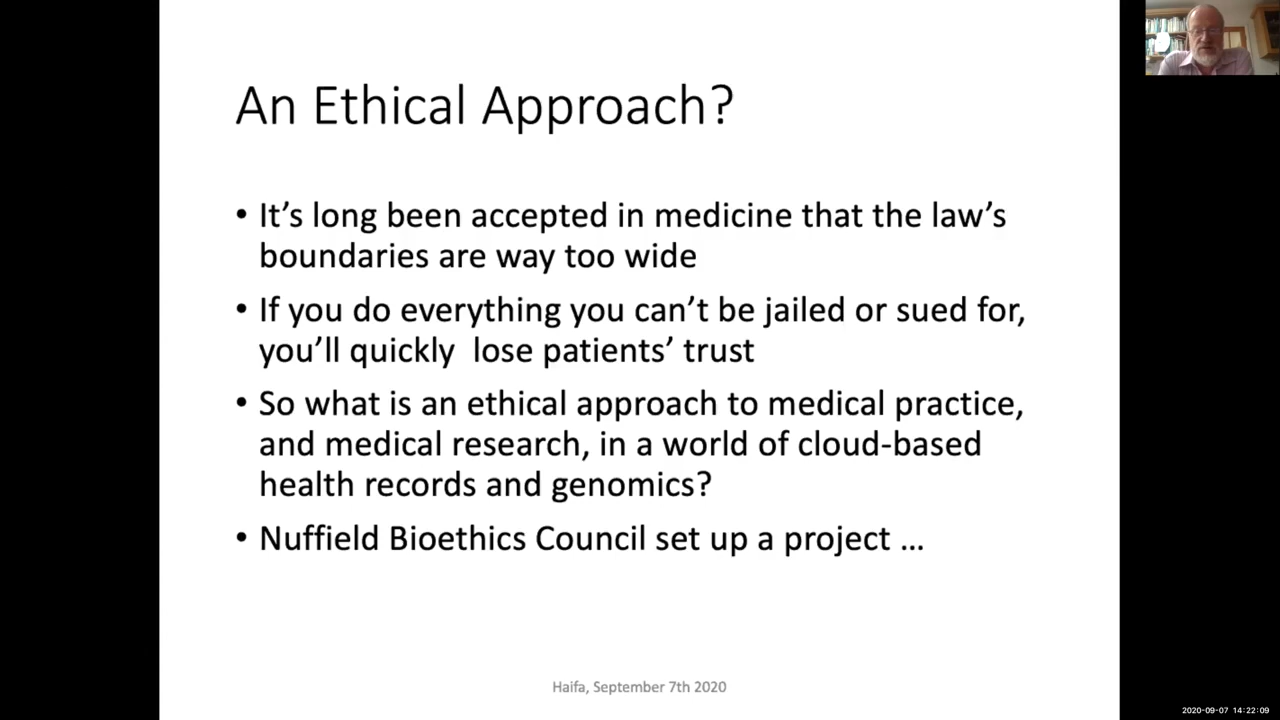 An Ethical Approach?
• It's long been accepted in medicine that the law's
boundaries are way too wide
• If you do everything you can't be jailed or sued for,
you'll quickly  lose patients' trust
• So what is an ethical approach to medical practice,
and medical research, in a world of cloud-based
health records and genomics?
• Nuffield Bioethics Council set up a project ...
Haifa, September 7th 2020
2020-09-07 14:22:09